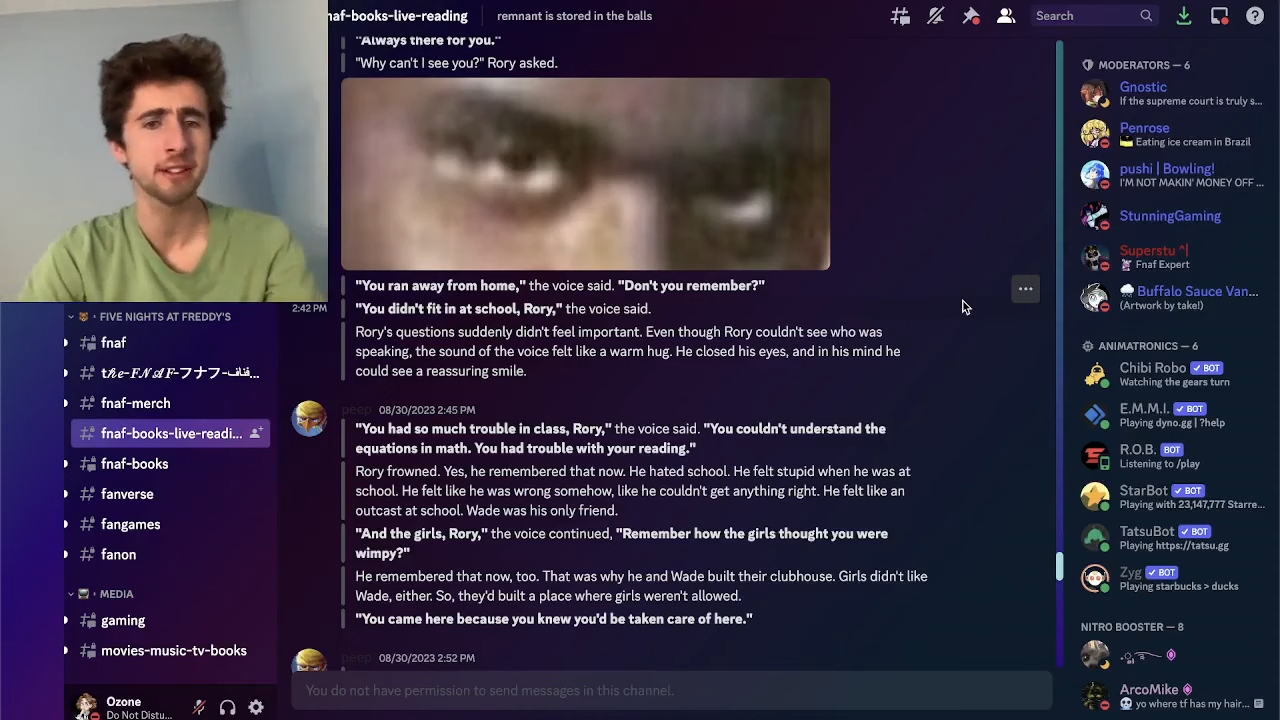 fnaf-books-live-reading
remnant is stored in the balls
Search
"Always there for you."
"Why can't I see you?" Rory asked.
"You ran away from home," the voice said. "Don't you remember?"
2:42 PM
"You didn't fit in at school, Rory," the voice said.
Rory's questions suddenly didn't feel important. Even though Rory couldn't see who was
speaking, the sound of the voice felt like a warm hug. He closed his eyes, and in his mind he
could see a reassuring smile.
peep 08/30/2023 2:45 PM
"You had so much trouble in class, Rory," the voice said. "You couldn't understand the
equations in math. You had trouble with your reading."
Rory frowned. Yes, he remembered that now. He hated school. He felt stupid when he was at
school. He felt like he was wrong somehow, like he couldn't get anything right. He felt like an
outcast at school. Wade was his only friend.
"And the girls, Rory," the voice continued, "Remember how the girls thought you were
wimpy?"
He remembered that now, too. That was why he and Wade built their clubhouse. Girls didn't like
Wade, either. So, they'd built a place where girls weren't allowed.
"You came here because you knew you'd be taken care of here."
peep 08/30/2023 2:52 PM
You do not have permission to send messages in this channel.
FIVE NIGHTS AT FREDDY'S
fnaf
fnaf-merch
fnaf-books-live-readi...
fnaf-books
fanverse
fangames
fanon
MEDIA
gaming
movies-music-tv-books
Ozone
Do Not Distu...
MODERATORS — 6
Gnostic
If the supreme court is truly s...
Penrose
Eating ice cream in Brazil
pushi | Bowling!
I'M NOT MAKIN' MONEY OFF ...
StunningGaming
Superstu ^|
Fnaf Expert
Buffalo Sauce Van...
(Artwork by take!)
ANIMATRONICS — 6
Chibi Robo BOT
Watching the gears turn
E.M.M.I. BOT
Playing dyno.gg | ?help
R.O.B. BOT
Listening to /play
StarBot BOT
Playing with 23,147,777 Starre...
TatsuBot BOT
Playing https://tatsu.gg
Zyg BOT
Playing starbucks > ducks
NITRO BOOSTER — 8
ArcoMike
yo where tf has my hair...